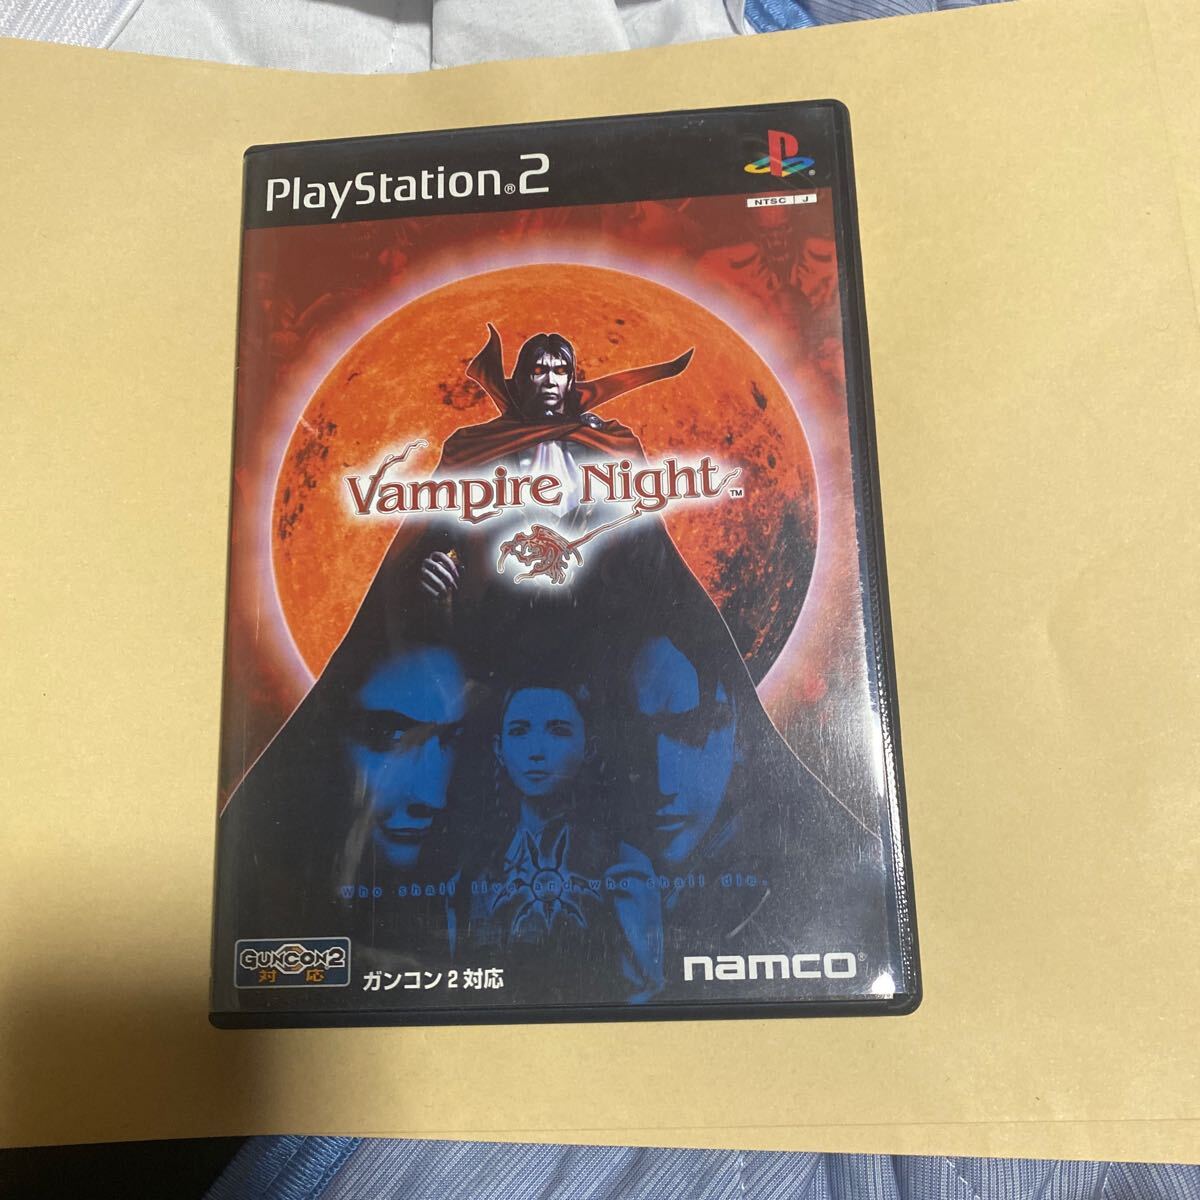 PlayStation®2
NTSC J
Vampire Night™
who shall live and who shall die.
GUNCON2
対応
ガンコン2対応
namco®